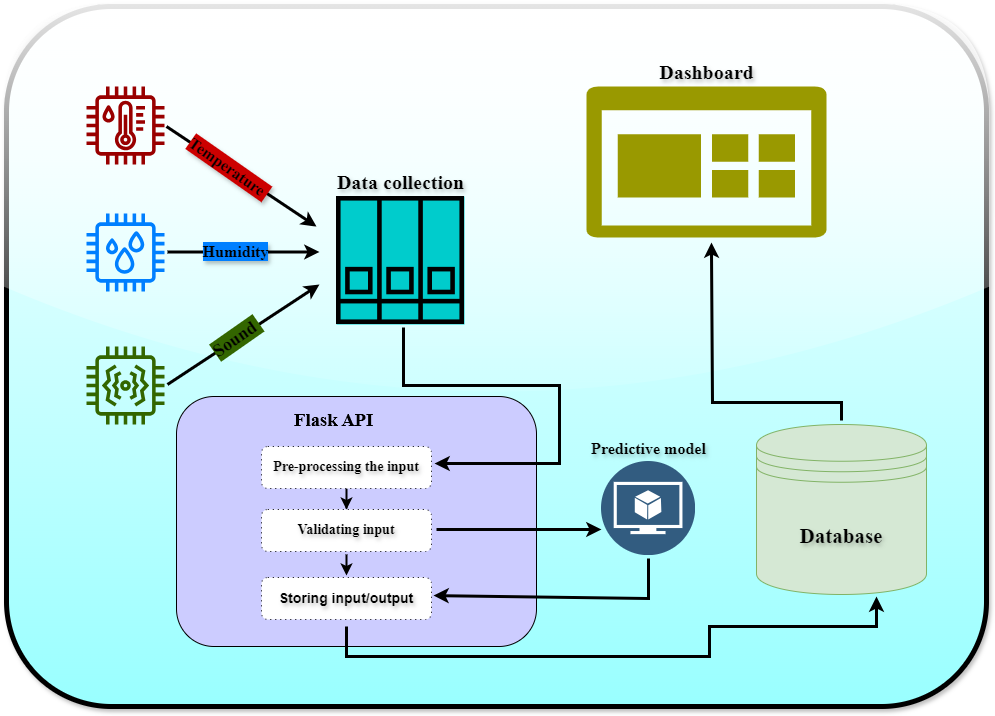 Dashboard
Temperature
Data collection
Humidity
Sound
Flask API
Predictive model
Pre-processing the input
Validating input
Database
Storing input/output